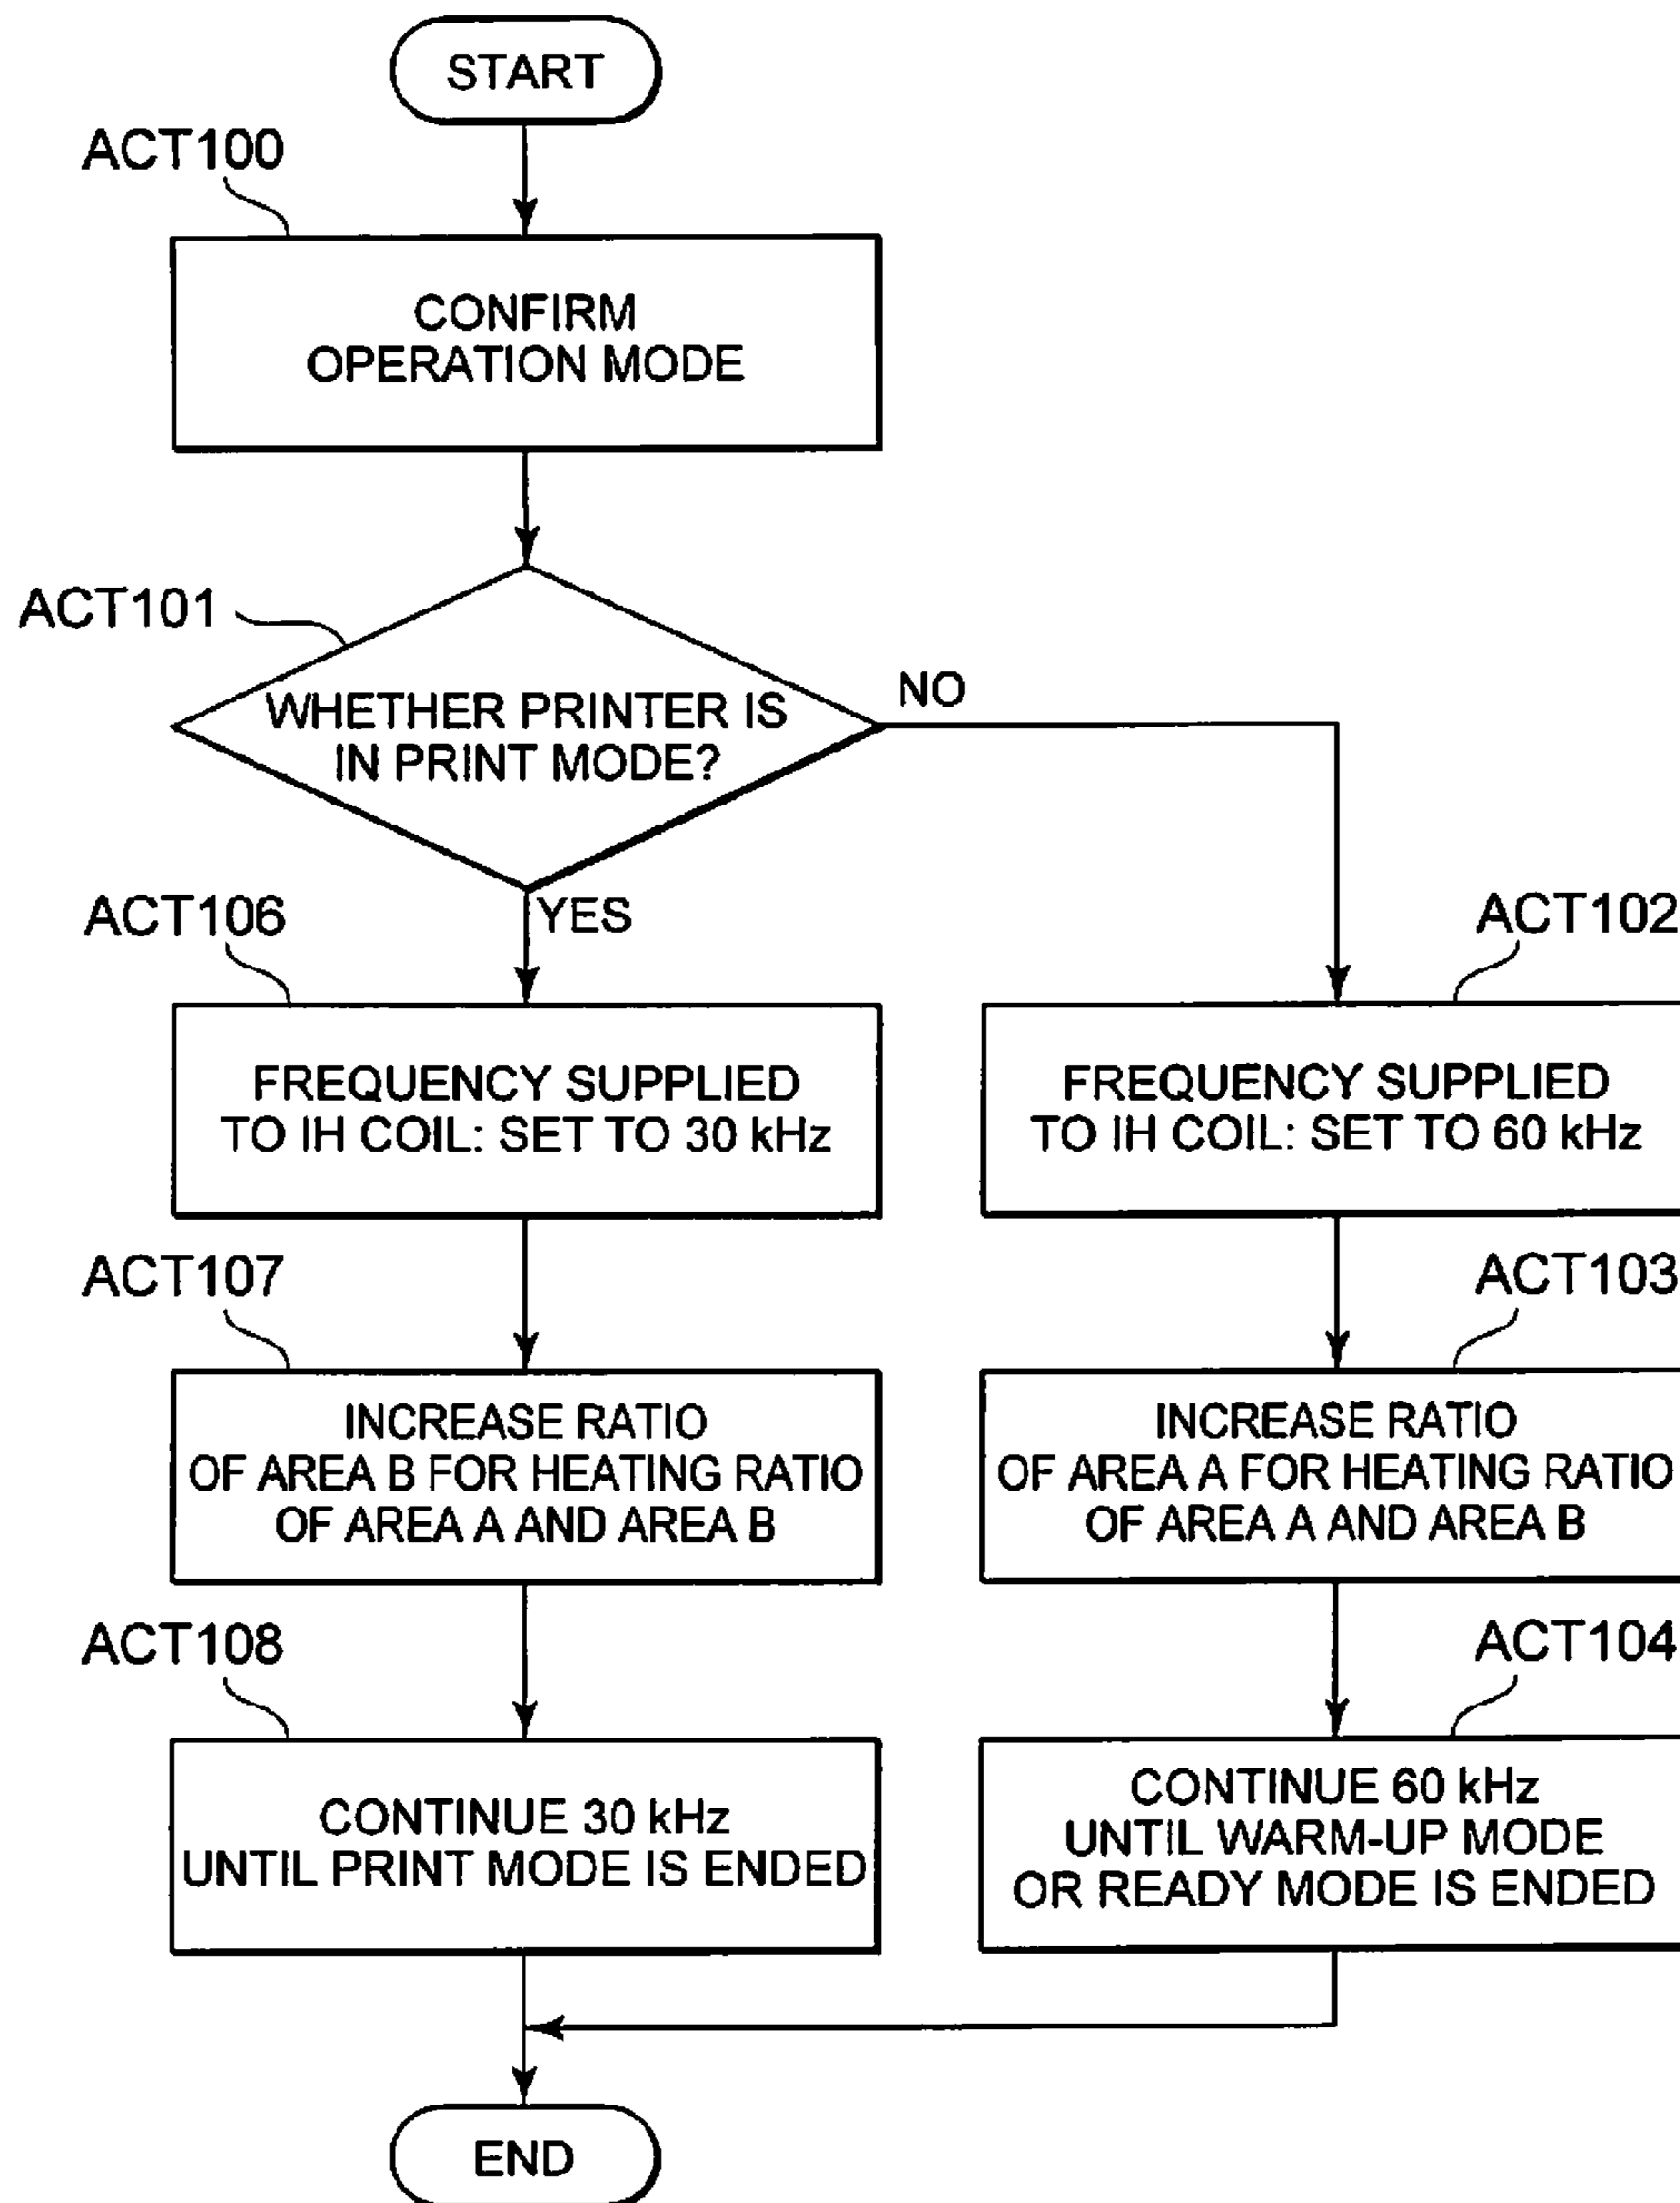 START
ACT100
CONFIRM
OPERATION MODE
ACT101
WHETHER PRINTER IS
IN PRINT MODE?
NO
YES
ACT106
FREQUENCY SUPPLIED
TO IH COIL: SET TO 30 kHz
ACT102
FREQUENCY SUPPLIED
TO IH COIL: SET TO 60 kHz
ACT107
INCREASE RATIO
OF AREA B FOR HEATING RATIO
OF AREA A AND AREA B
ACT103
INCREASE RATIO
OF AREA A FOR HEATING RATIO
OF AREA A AND AREA B
ACT108
CONTINUE 30 kHz
UNTIL PRINT MODE IS ENDED
ACT104
CONTINUE 60 kHz
UNTIL WARM-UP MODE
OR READY MODE IS ENDED
END